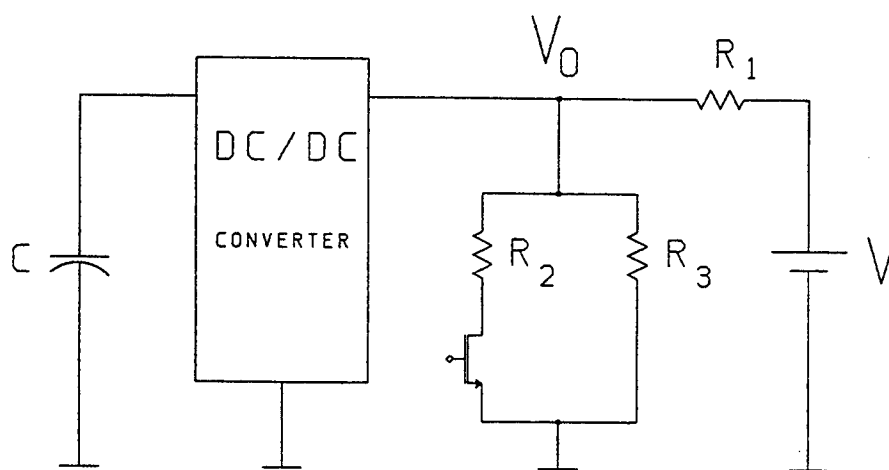 V0
R1
DC/DC
CONVERTER
C
R2
R3
V